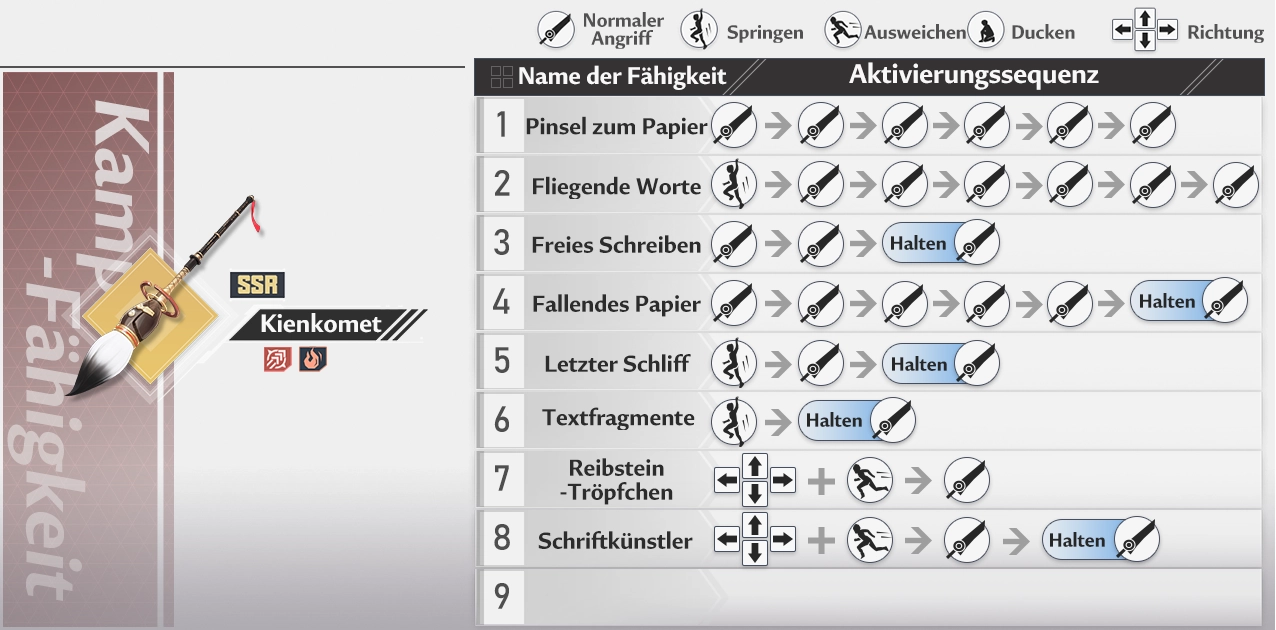 Normaler
Angriff
Springen
Ausweichen
Ducken
Richtung
Kampf
-Fähigkeit
SSR
Kienkomet
Name der Fähigkeit
Aktivierungssequenz
1 Pinsel zum Papier
2 Fliegende Worte
3 Freies Schreiben Halten
4 Fallendes Papier Halten
5 Letzter Schliff Halten
6 Textfragmente Halten
7 Reibstein
-Tröpfchen
8 Schriftkünstler Halten
9